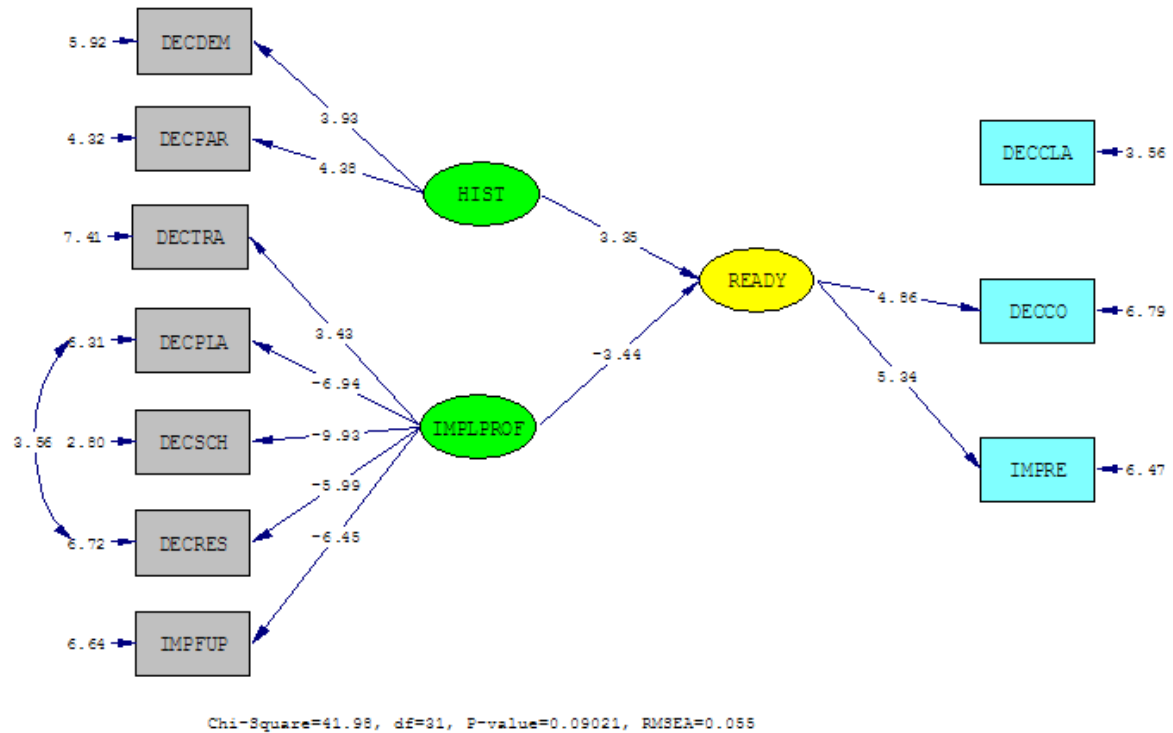 5.92 DECDEM
3.93
4.32 DECPAR
4.38
DECCLA 3.56
HIST
7.41 DECTRA
3.35
READY
4.86
DECCO 6.79
3.43
6.31 DECPLA
-6.94
-3.44
5.34
IMPLPROF
3.56 2.80 DECSCH
-9.93
IMPRE 6.47
-5.99
6.72 DECRES
-6.45
6.64 IMPFUP
Chi-Square=41.98, df=31, P-value=0.09021, RMSEA=0.055